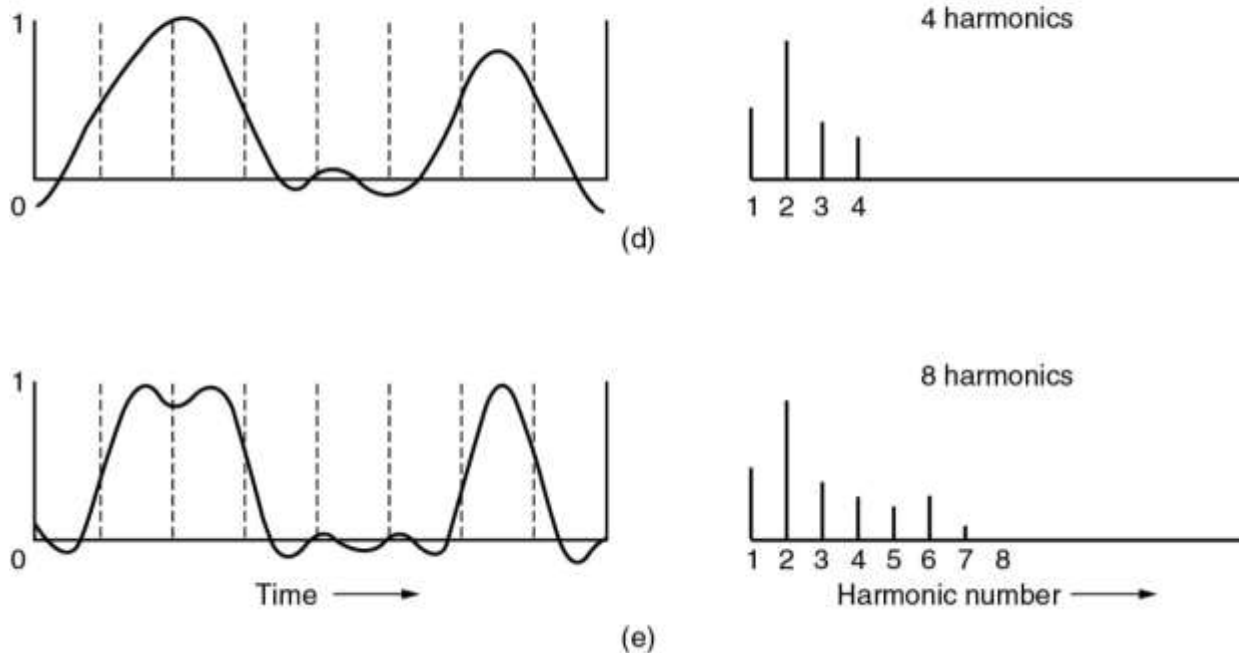 1
0
4 harmonics
1 2 3 4
(d)
1
0
Time
8 harmonics
1 2 3 4 5 6 7 8
Harmonic number
(e)